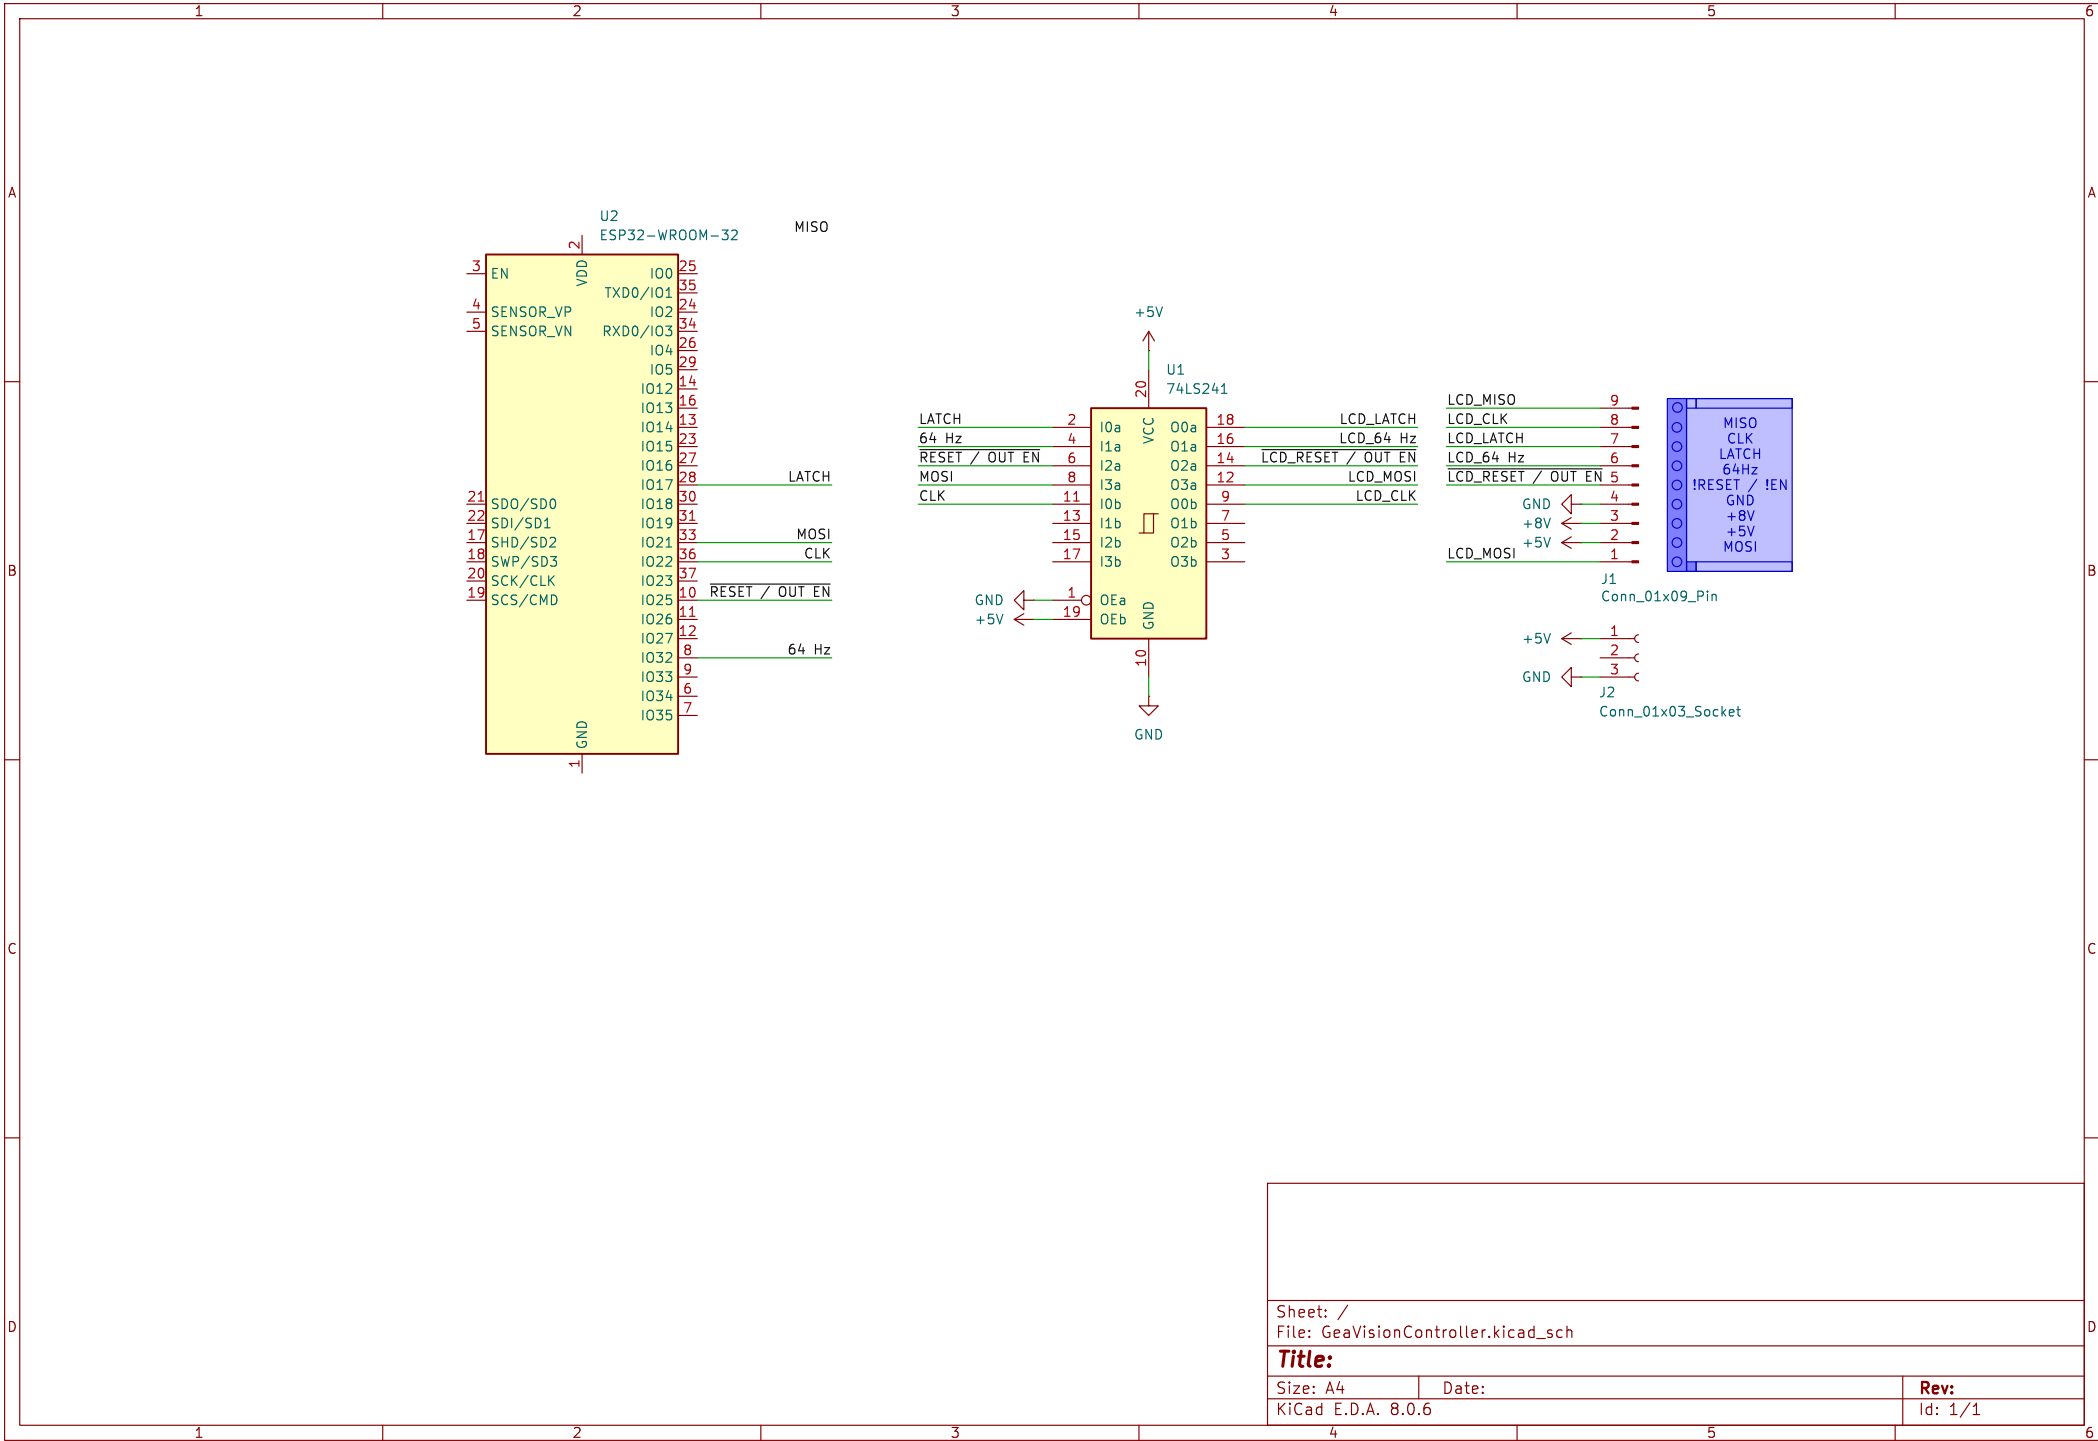 1 2 3 4 5 6
A A
B B
C C
D D
1 2 3 4 5 6
U2
ESP32-WROOM-32
MISO
2
VDD
3 EN
4 SENSOR_VP
5 SENSOR_VN
21 SDO/SD0
22 SDI/SD1
17 SHD/SD2
18 SWP/SD3
20 SCK/CLK
19 SCS/CMD
IO0 25
TXD0/IO1 35
IO2 24
RXD0/IO3 34
IO4 26
IO5 29
IO12 14
IO13 16
IO14 13
IO15 23
IO16 27
IO17 28 LATCH
IO18 30
IO19 31
IO21 33 MOSI
IO22 36 CLK
IO23 37
IO25 10 RESET / OUT EN
IO26 11
IO27 12
IO32 8 64 Hz
IO33 9
IO34 6
IO35 7
GND
1
+5V
U1
74LS241
20
VCC
LATCH 2 I0a O0a 18 LCD_LATCH
64 Hz 4 I1a O1a 16 LCD_64 Hz
RESET / OUT EN 6 I2a O2a 14 LCD_RESET / OUT EN
MOSI 8 I3a O3a 12 LCD_MOSI
CLK 11 I0b O0b 9 LCD_CLK
13 I1b O1b 7
15 I2b O2b 5
17 I3b O3b 3
GND 1 OEa
+5V 19 OEb
GND
10
GND
LCD_MISO 9
LCD_CLK 8
LCD_LATCH 7
LCD_64 Hz 6
LCD_RESET / OUT EN 5
GND 4
+8V 3
+5V 2
LCD_MOSI 1
J1
Conn_01x09_Pin
MISO
CLK
LATCH
64Hz
!RESET / !EN
GND
+8V
+5V
MOSI
+5V 1
2
GND 3
J2
Conn_01x03_Socket
Sheet: /
File: GeaVisionController.kicad_sch
Title:
Size: A4 Date: Rev:
KiCad E.D.A. 8.0.6 Id: 1/1